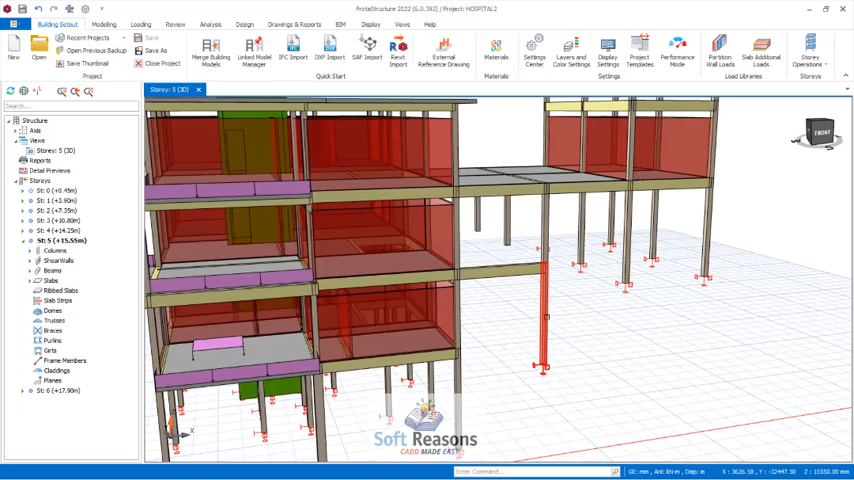 ProtaStructure 2022 (6.0.392) / Project: HOSPITAL2
Building Setout Modeling Loading Review Analysis Design Drawings & Reports BIM Display Views Help
New
Open
Recent Projects
Open Previous Backup
Save Thumbnail
Save
Save As
Close Project
Project
Merge Building
Models
Linked Model
Manager
IFC Import
DXF Import
SAF Import
Revit
Import
Quick Start
External
Reference Drawing
Materials
Materials
Settings
Center
Layers and
Color Settings
Display
Settings
Project
Templates
Performance
Mode
Settings
Partition
Wall Loads
Slab Additional
Loads
Load Libraries
Storey
Operations
Storeys
Storey: 5 (3D)
Search...
Structure
Axis
Views
Storey: 5 (3D)
Reports
Detail Previews
Storeys
St: 0 (+0.45m)
St: 1 (+3.90m)
St: 2 (+7.35m)
St: 3 (+10.80m)
St: 4 (+14.25m)
St: 5 (+15.55m)
Columns
ShearWalls
Beams
Slabs
Ribbed Slabs
Slab Strips
Domes
Trusses
Braces
Purlins
Girts
Frame Members
Claddings
Planes
St: 6 (+17.90m)
FRONT
X
Soft Reasons
CADD MADE EASY
Enter Command...
GE: mm, Anl: kN-m, Dsp: m
X: 3626.58 , Y : -32447.50
Z : 15550.00 mm